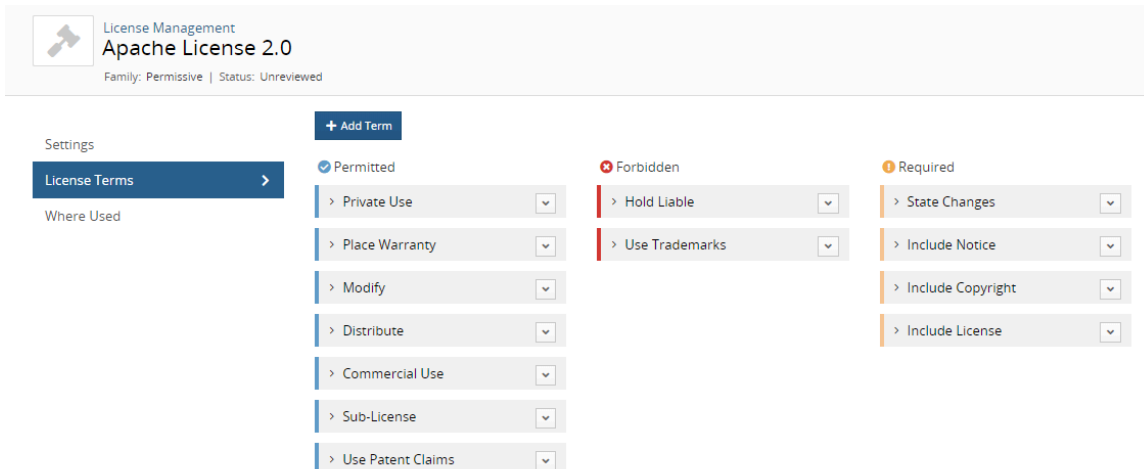 License Management
Apache License 2.0
Family: Permissive | Status: Unreviewed
Settings
License Terms
Where Used
+ Add Term
Permitted
Private Use
Place Warranty
Modify
Distribute
Commercial Use
Sub-License
Use Patent Claims
Forbidden
Hold Liable
Use Trademarks
Required
State Changes
Include Notice
Include Copyright
Include License